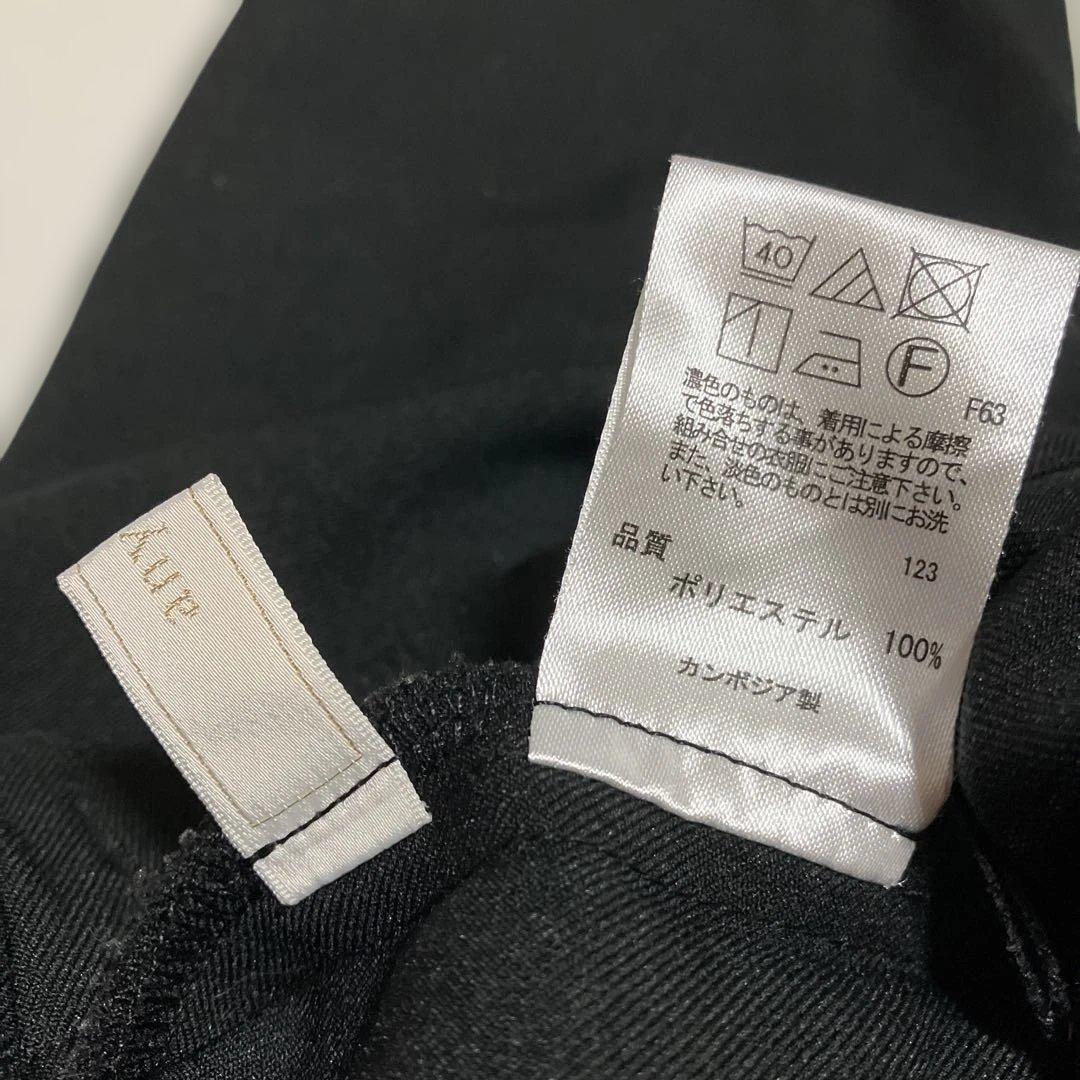 any
40
F
F63
濃色のものは、着用による摩擦
で色落ちする事がありますので、
組み合せの衣服にご注意下さい。
また、淡色のものとは別にお洗
い下さい。
123
品質
ポリエステル 100%
カンボジア製